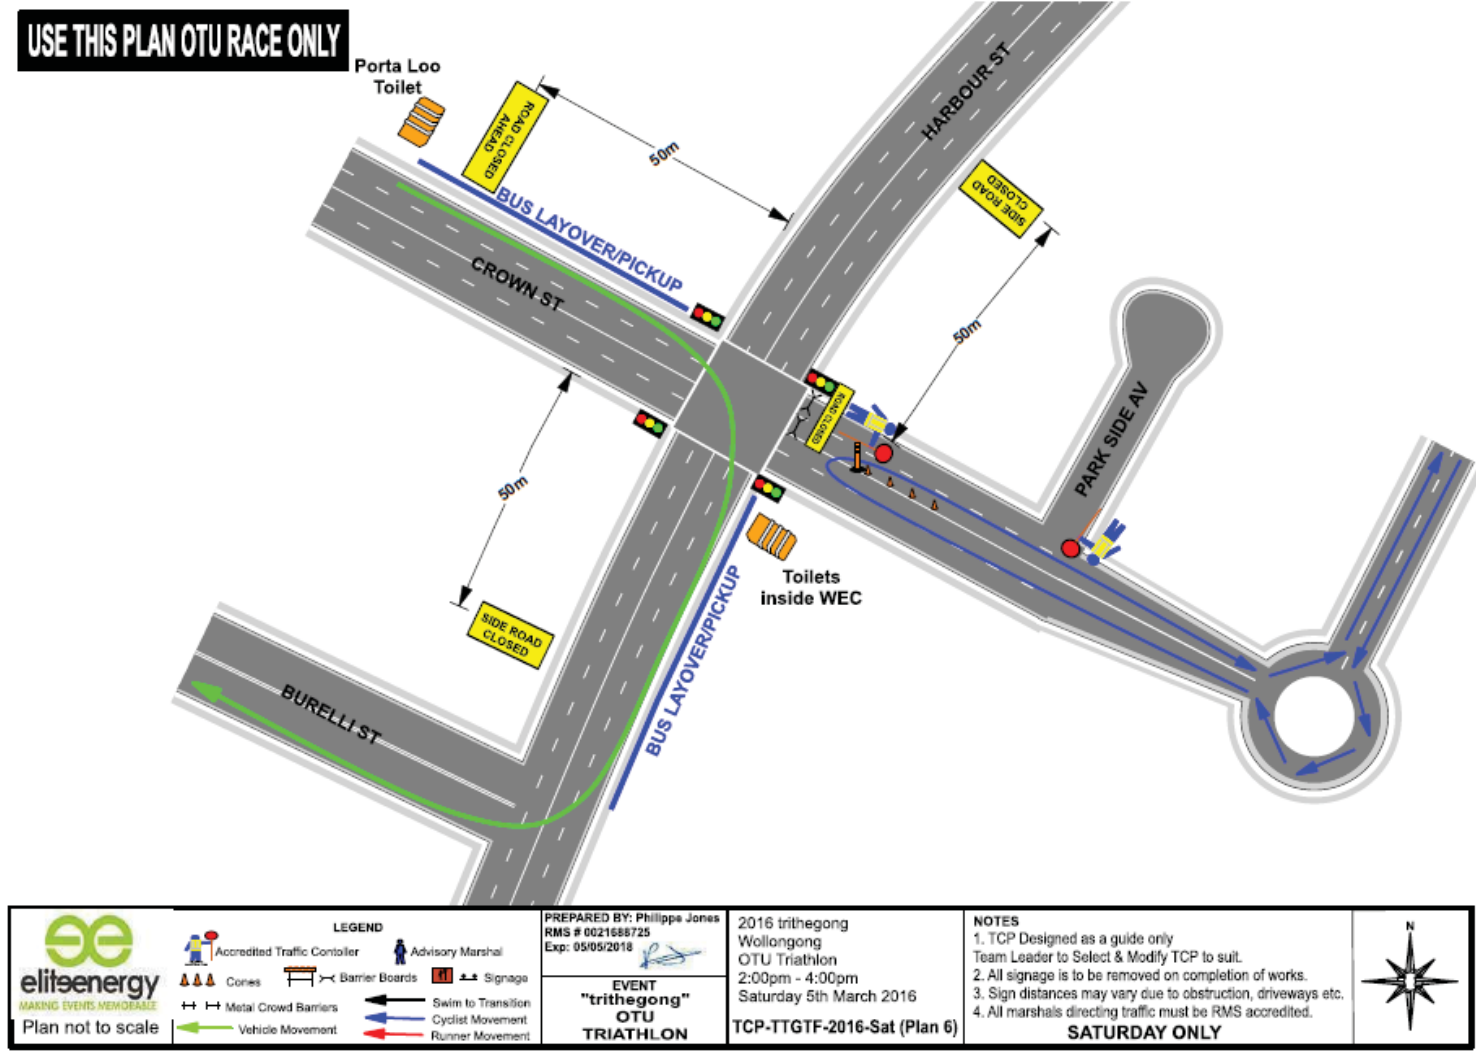 USE THIS PLAN OTU RACE ONLY
Porta Loo
Toilet
ROAD CLOSED
AHEAD
50m
BUS LAYOVER/PICKUP
CROWN ST
HARBOUR ST
SIDE ROAD
CLOSED
50m
ROAD CLOSED
PARK SIDE AV
50m
Toilets
inside WEC
SIDE ROAD
CLOSED
BUS LAYOVER/PICKUP
BURELLI ST
eliteenergy
MAKING EVENTS MEMORABLE
Plan not to scale
LEGEND
Accredited Traffic Contoller
Advisory Marshal
Cones
Barrier Boards
Signage
Metal Crowd Barriers
Swim to Transition
Cyclist Movement
Vehicle Movement
Runner Movement
PREPARED BY: Philippa Jones
RMS # 0021688725
Exp: 05/05/2018
EVENT
"trithegong"
OTU
TRIATHLON
2016 trithegong
Wollongong
OTU Triathlon
2:00pm - 4:00pm
Saturday 5th March 2016
TCP-TTGTF-2016-Sat (Plan 6)
NOTES
1. TCP Designed as a guide only
Team Leader to Select & Modify TCP to suit.
2. All signage is to be removed on completion of works.
3. Sign distances may vary due to obstruction, driveways etc.
4. All marshals directing traffic must be RMS accredited.
SATURDAY ONLY
N